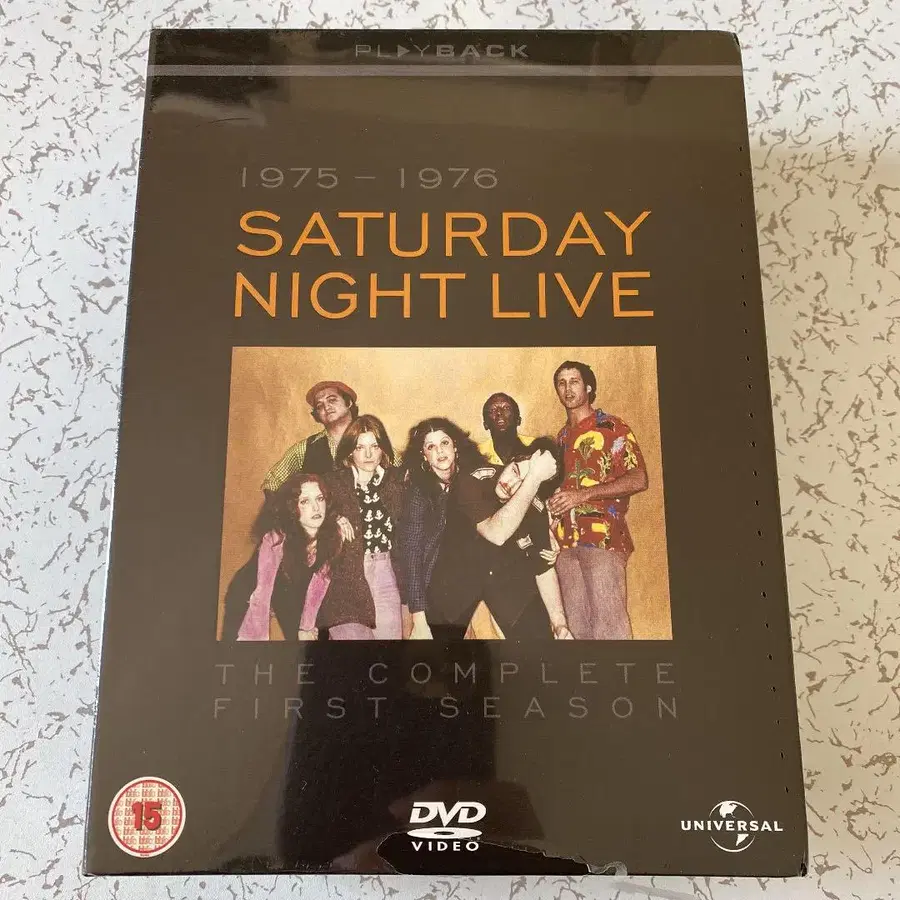 PLAYBACK
1975 – 1976
SATURDAY
NIGHT LIVE
THE COMPLETE
FIRST SEASON
15
DVD
VIDEO
UNIVERSAL